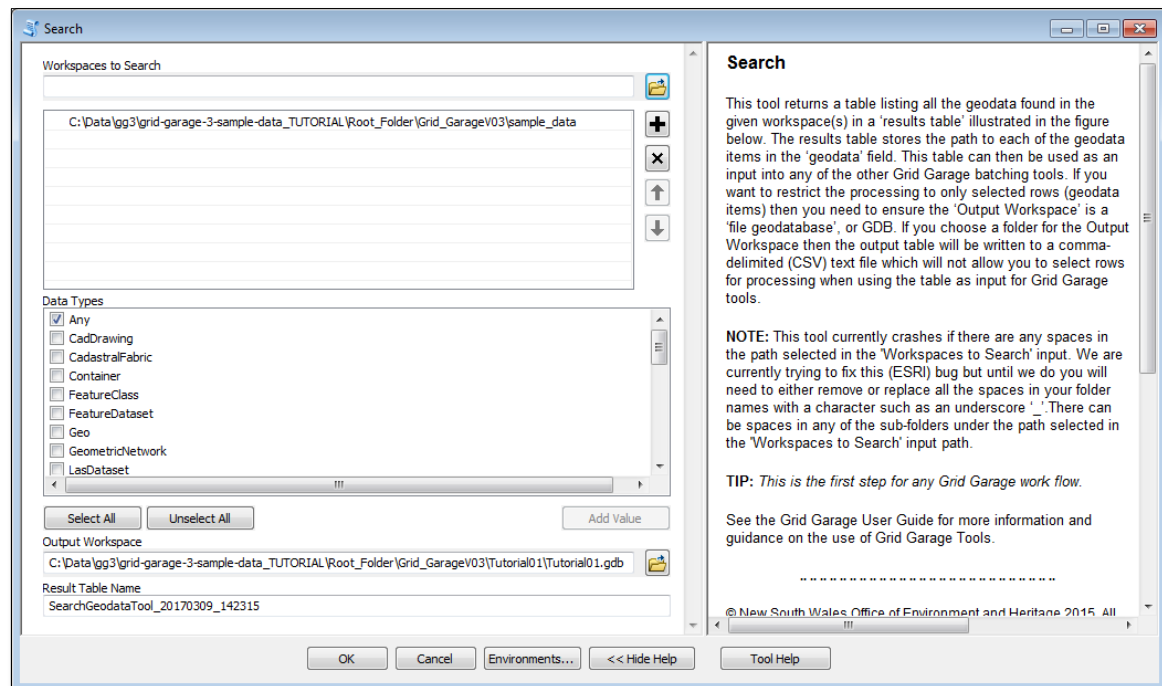 Search
Workspaces to Search
C:\Data\gg3\grid-garage-3-sample-data_TUTORIAL\Root_Folder\Grid_GarageV03\sample_data
Data Types
Any
CadDrawing
CadastralFabric
Container
FeatureClass
FeatureDataset
Geo
GeometricNetwork
LasDataset
Select All
Unselect All
Add Value
Output Workspace
C:\Data\gg3\grid-garage-3-sample-data_TUTORIAL\Root_Folder\Grid_GarageV03\Tutorial01\Tutorial01.gdb
Result Table Name
SearchGeodataTool_20170309_142315
Search
This tool returns a table listing all the geodata found in the
given workspace(s) in a 'results table' illustrated in the figure
below. The results table stores the path to each of the geodata
items in the 'geodata' field. This table can then be used as an
input into any of the other Grid Garage batching tools. If you
want to restrict the processing to only selected rows (geodata
items) then you need to ensure the 'Output Workspace' is a
'file geodatabase', or GDB. If you choose a folder for the Output
Workspace then the output table will be written to a comma-
delimited (CSV) text file which will not allow you to select rows
for processing when using the table as input for Grid Garage
tools.
NOTE: This tool currently crashes if there are any spaces in
the path selected in the 'Workspaces to Search' input. We are
currently trying to fix this (ESRI) bug but until we do you will
need to either remove or replace all the spaces in your folder
names with a character such as an underscore '_'.There can
be spaces in any of the sub-folders under the path selected in
the 'Workspaces to Search' input path.
TIP: This is the first step for any Grid Garage work flow.
See the Grid Garage User Guide for more information and
guidance on the use of Grid Garage Tools.
© New South Wales Office of Environment and Heritage 2015. All
OK
Cancel
Environments...
<< Hide Help
Tool Help